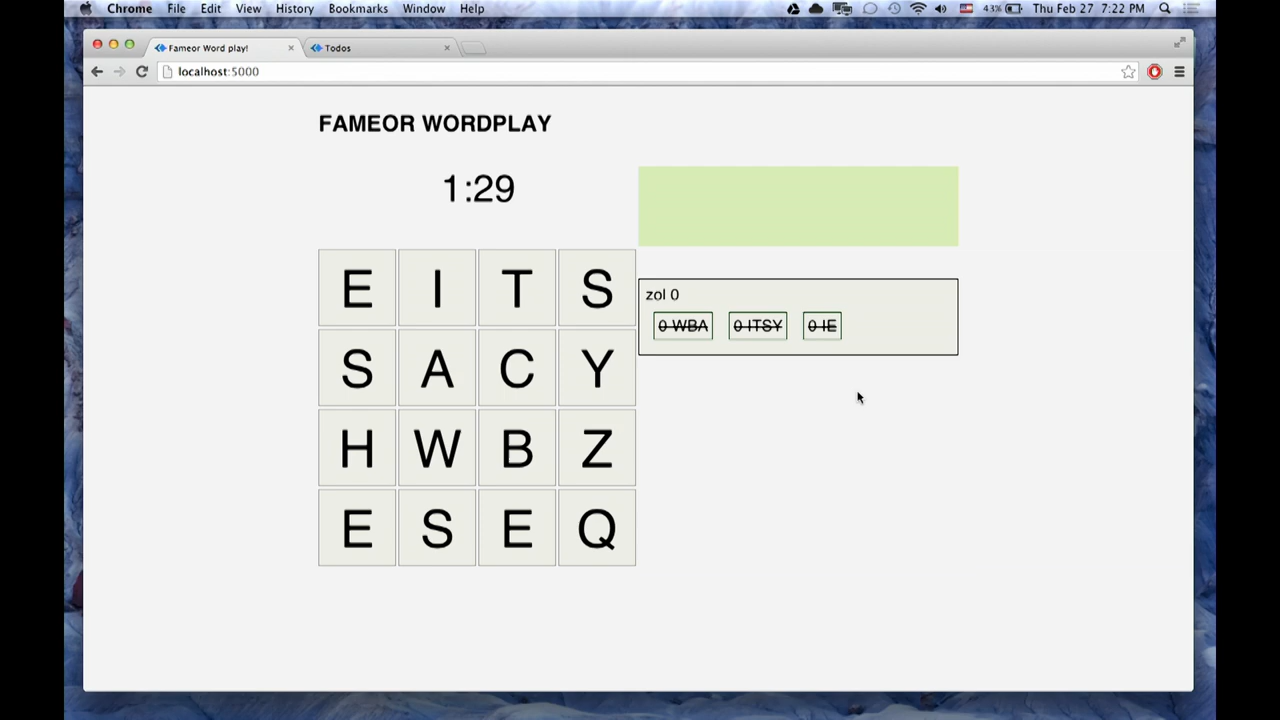 Chrome File Edit View History Bookmarks Window Help 43% Thu Feb 27 7:22 PM
Fameor Word play! Todos
localhost:5000
FAMEOR WORDPLAY
1:29
E I T S
zol 0
0 WBA 0 ITSY 0 IE
S A C Y
H W B Z
E S E Q